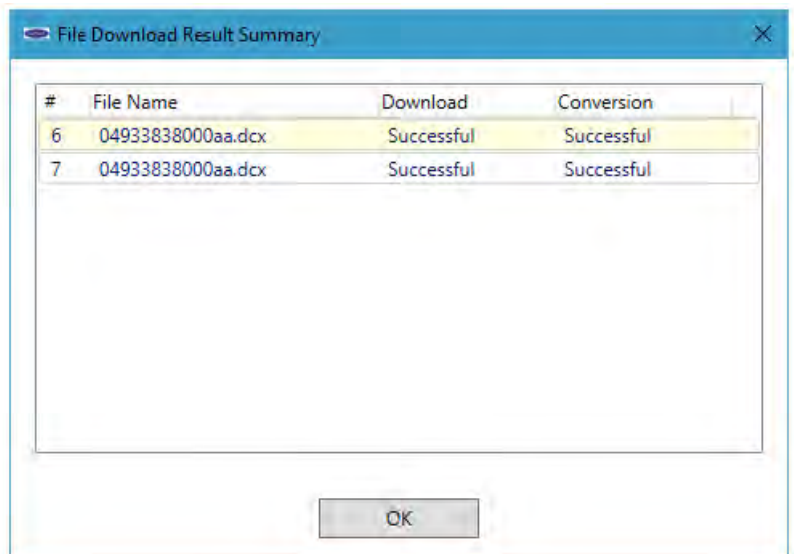 File Download Result Summary
# File Name Download Conversion
6 04933838000aa.dcx Successful Successful
7 04933838000aa.dcx Successful Successful
OK